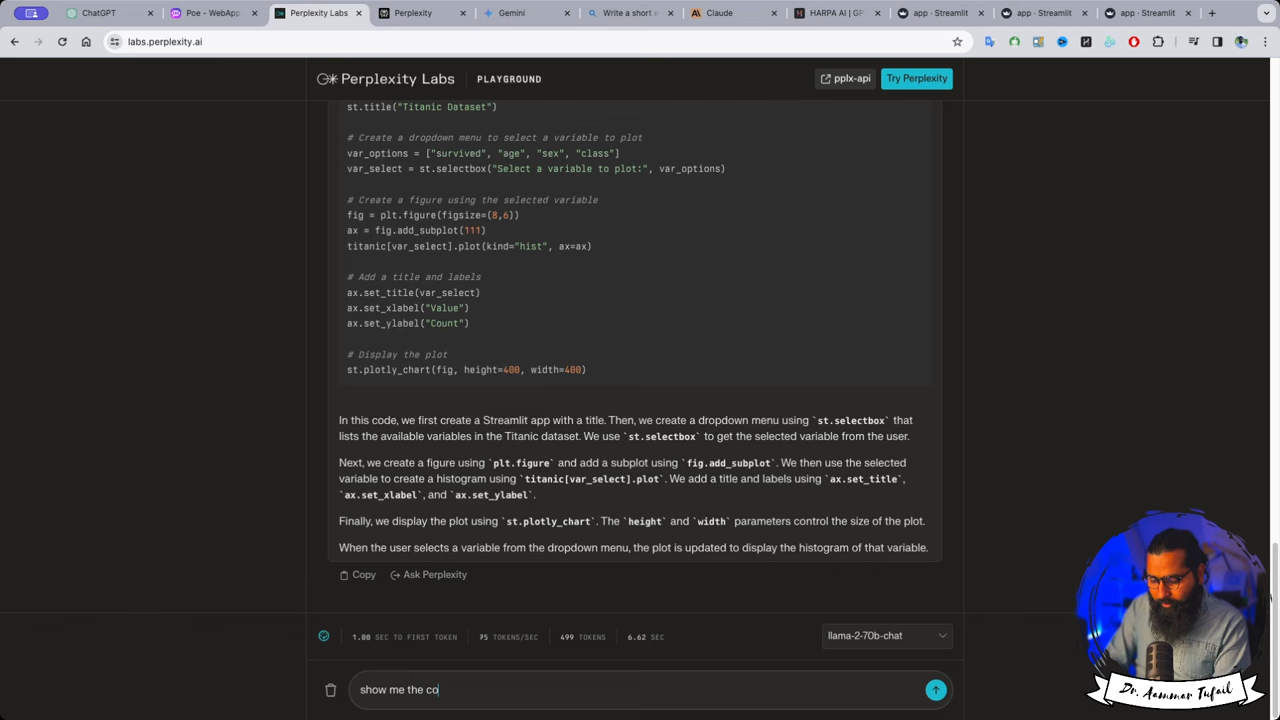 ChatGPT
Poe - WebApp
Perplexity Labs
Perplexity
Gemini
Write a short e
Claude
HARPA AI | GP
app · Streamlit
app · Streamlit
app · Streamlit
labs.perplexity.ai
Perplexity Labs
PLAYGROUND
pplx-api
Try Perplexity
st.title("Titanic Dataset")
# Create a dropdown menu to select a variable to plot
var_options = ["survived", "age", "sex", "class"]
var_select = st.selectbox("Select a variable to plot:", var_options)
# Create a figure using the selected variable
fig = plt.figure(figsize=(8,6))
ax = fig.add_subplot(111)
titanic[var_select].plot(kind="hist", ax=ax)
# Add a title and labels
ax.set_title(var_select)
ax.set_xlabel("Value")
ax.set_ylabel("Count")
# Display the plot
st.plotly_chart(fig, height=400, width=400)
In this code, we first create a Streamlit app with a title. Then, we create a dropdown menu using `st.selectbox` that
lists the available variables in the Titanic dataset. We use `st.selectbox` to get the selected variable from the user.
Next, we create a figure using `plt.figure` and add a subplot using `fig.add_subplot`. We then use the selected
variable to create a histogram using `titanic[var_select].plot`. We add a title and labels using `ax.set_title`,
`ax.set_xlabel`, and `ax.set_ylabel`.
Finally, we display the plot using `st.plotly_chart`. The `height` and `width` parameters control the size of the plot.
When the user selects a variable from the dropdown menu, the plot is updated to display the histogram of that variable.
Copy
Ask Perplexity
1.00 SEC TO FIRST TOKEN
75 TOKENS/SEC
499 TOKENS
6.62 SEC
llama-2-70b-chat
show me the co
Dr. Aammar Tufail